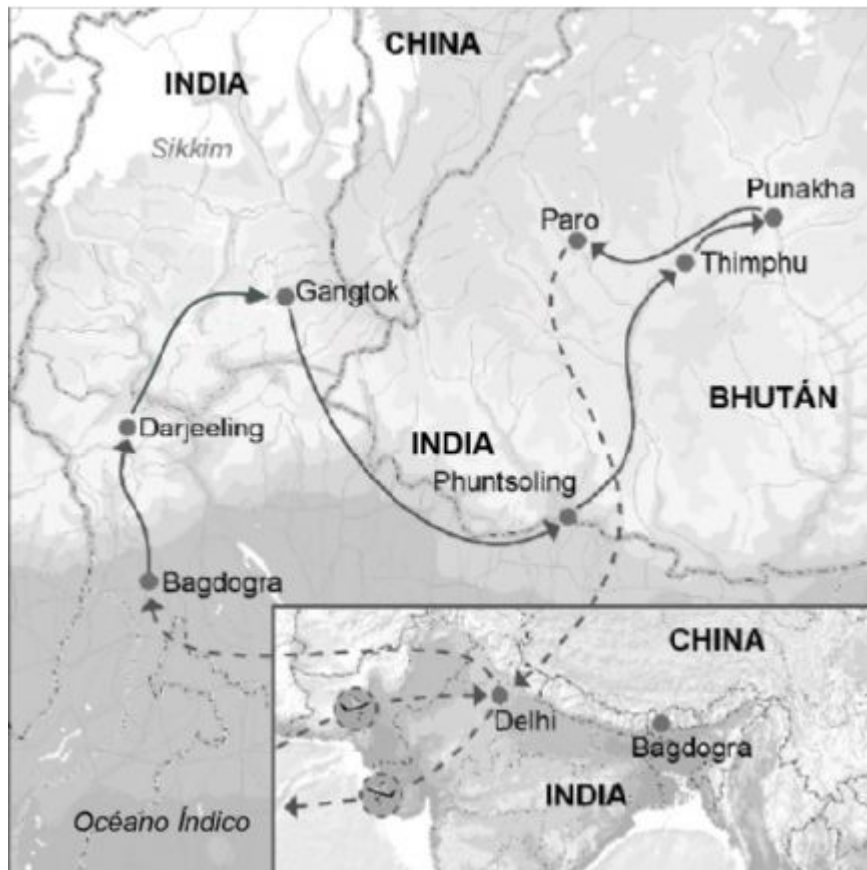 CHINA
INDIA
Sikkim
Punakha
Paro
Thimphu
Gangtok
BHUTÁN
Darjeeling
INDIA
Phuntsoling
Bagdogra
CHINA
Delhi
Bagdogra
INDIA
Océano Índico